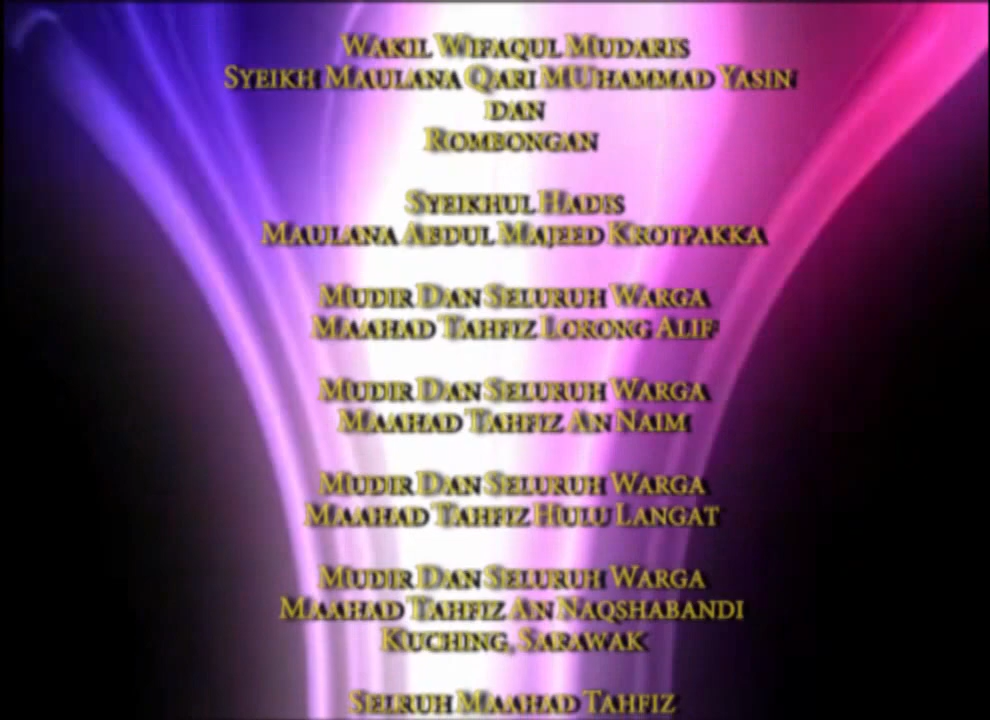 Wakil Wifaqul Mudaris
Syeikh Maulana Qari MUhammad Yasin
dan
Rombongan
Syeikhul Hadis
Maulana Abdul Majeed Krotpakka
Mudir Dan Seluruh Warga
Maahad Tahfiz Lorong Alif
Mudir Dan Seluruh Warga
Maahad Tahfiz An Naim
Mudir Dan Seluruh Warga
Maahad Tahfiz Hulu Langat
Mudir Dan Seluruh Warga
Maahad Tahfiz An Naqshabandi
Kuching, Sarawak
Selruh Maahad Tahfiz